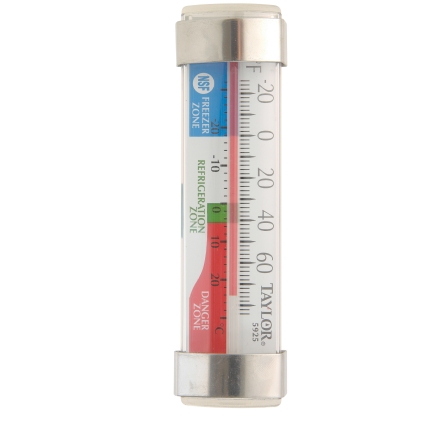 NSF
FREEZER
ZONE
REFRIGERATION
ZONE
DANGER
ZONE
-20
-10
0
10
20
°C
°F
-20
0
20
40
60
TAYLOR®
5925